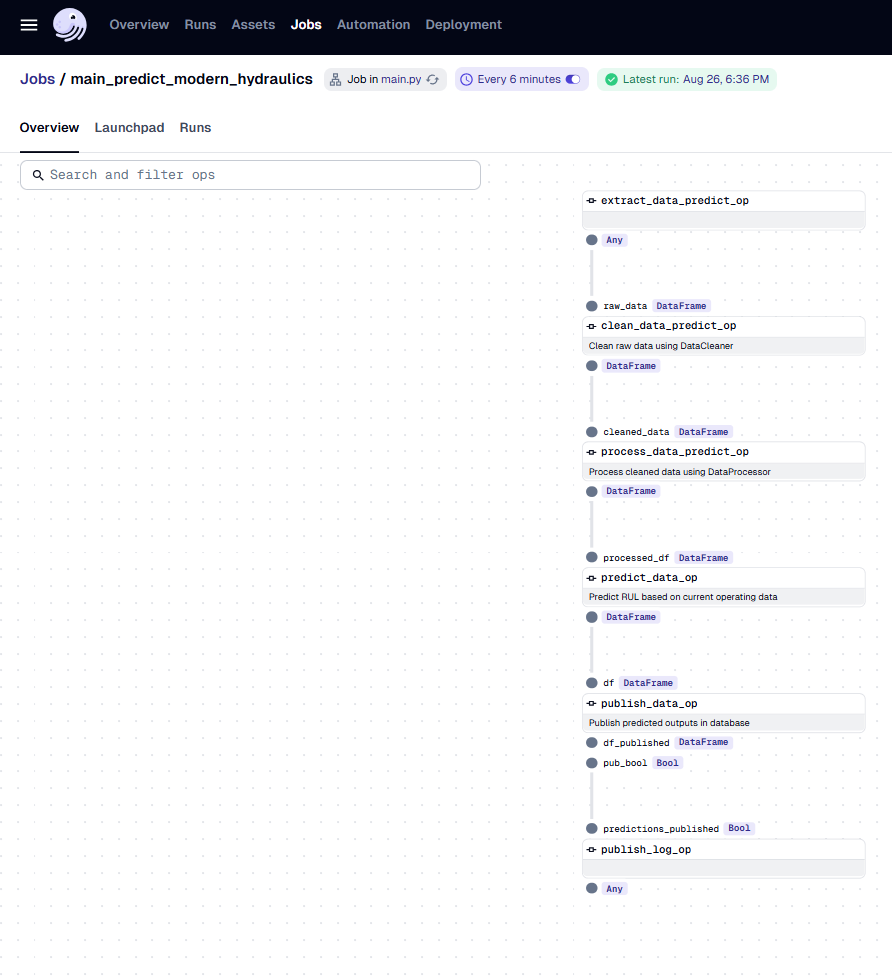 Overview Runs Assets Jobs Automation Deployment
Jobs / main_predict_modern_hydraulics Job in main.py Every 6 minutes Latest run: Aug 26, 6:36 PM
Overview Launchpad Runs
Search and filter ops
extract_data_predict_op
Any
raw_data DataFrame
clean_data_predict_op
Clean raw data using DataCleaner
DataFrame
cleaned_data DataFrame
process_data_predict_op
Process cleaned data using DataProcessor
DataFrame
processed_df DataFrame
predict_data_op
Predict RUL based on current operating data
DataFrame
df DataFrame
publish_data_op
Publish predicted outputs in database
df_published DataFrame
pub_bool Bool
predictions_published Bool
publish_log_op
Any